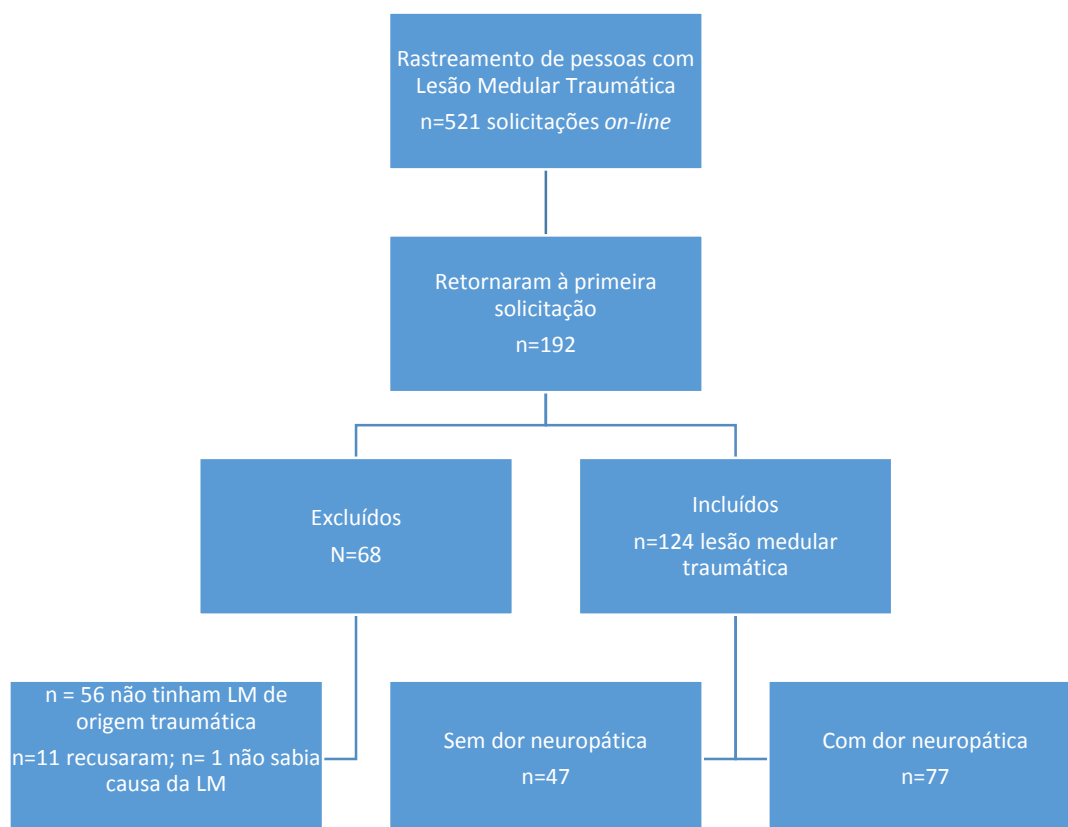 Rastreamento de pessoas com
Lesão Medular Traumática
n=521 solicitações on-line
Retornaram à primeira
solicitação
n=192
Excluídos
N=68
Incluídos
n=124 lesão medular
traumática
n = 56 não tinham LM de
origem traumática
n=11 recusaram; n= 1 não sabia
causa da LM
Sem dor neuropática
n=47
Com dor neuropática
n=77